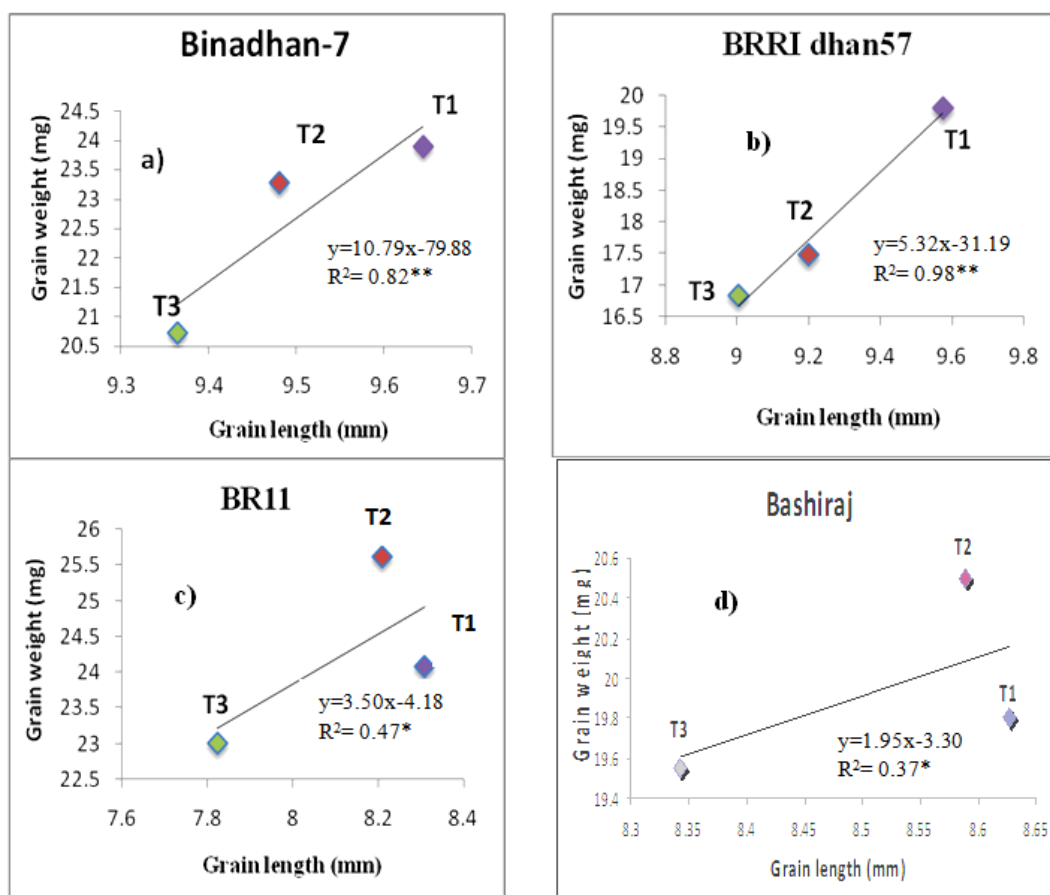 Binadhan-7
Grain weight (mg)
24.5
24
23.5
23
22.5
22
21.5
21
20.5
a)
T1
T2
T3
y=10.79x-79.88
R²= 0.82**
9.3 9.4 9.5 9.6 9.7
Grain length (mm)
BRRI dhan57
Grain weight (mg)
20
19.5
19
18.5
18
17.5
17
16.5
b)
T1
T2
T3
y=5.32x-31.19
R²= 0.98**
8.8 9 9.2 9.4 9.6 9.8
Grain length (mm)
BR11
Grain weight (mg)
26
25.5
25
24.5
24
23.5
23
22.5
c)
T2
T1
T3
y=3.50x-4.18
R²= 0.47*
7.6 7.8 8 8.2 8.4
Grain length (mm)
Bashiraj
Grain weight (mg)
20.6
20.4
20.2
20
19.8
19.6
19.4
d)
T2
T1
T3
y=1.95x-3.30
R²= 0.37*
8.3 8.35 8.4 8.45 8.5 8.55 8.6 8.65
Grain length (mm)